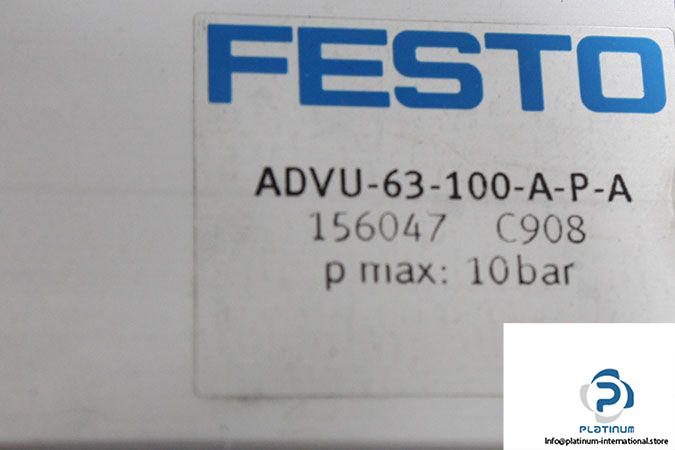 FESTO
ADVU-63-100-A-P-A
156047 C908
p max: 10 bar
PLATINUM
Info@platinum-international.store